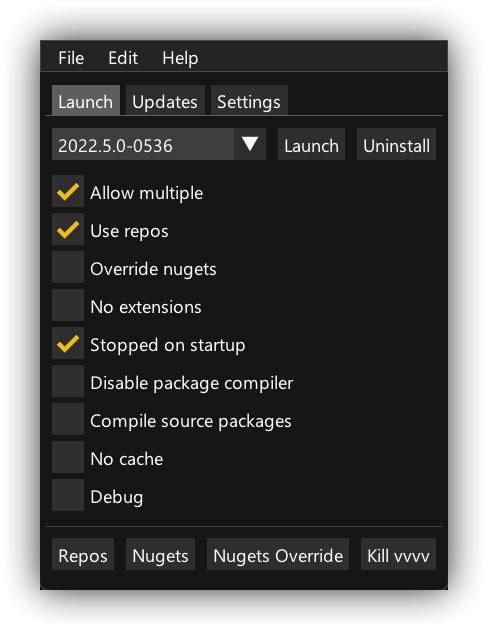 File Edit Help
Launch Updates Settings
2022.5.0-0536 Launch Uninstall
Allow multiple
Use repos
Override nugets
No extensions
Stopped on startup
Disable package compiler
Compile source packages
No cache
Debug
Repos Nugets Nugets Override Kill vvvv